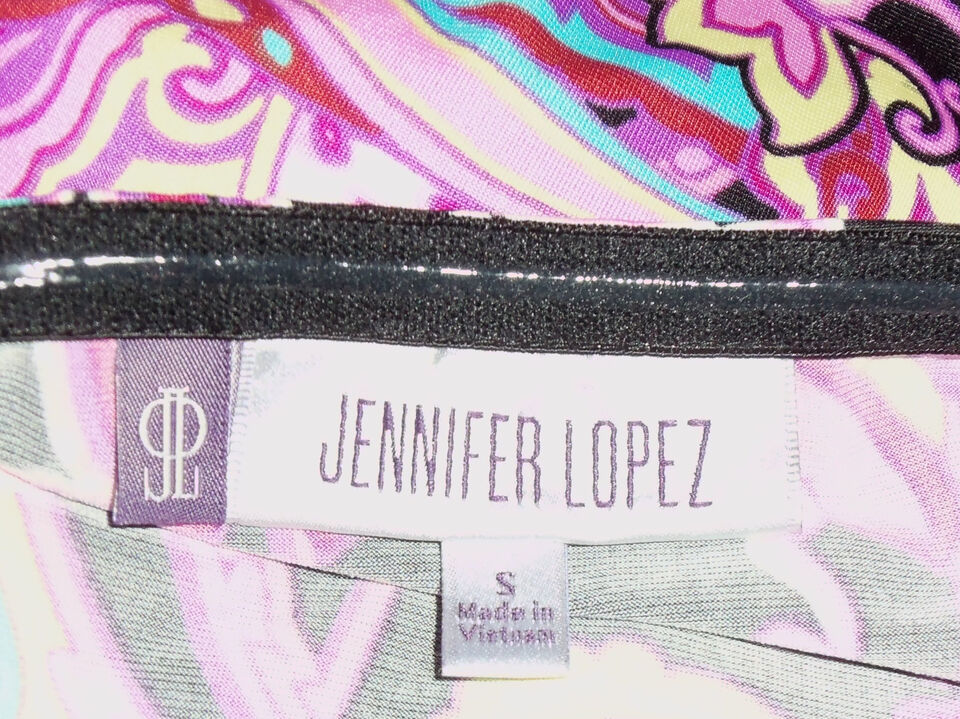 JL
JENNIFER LOPEZ
S
Made in
Vietnam